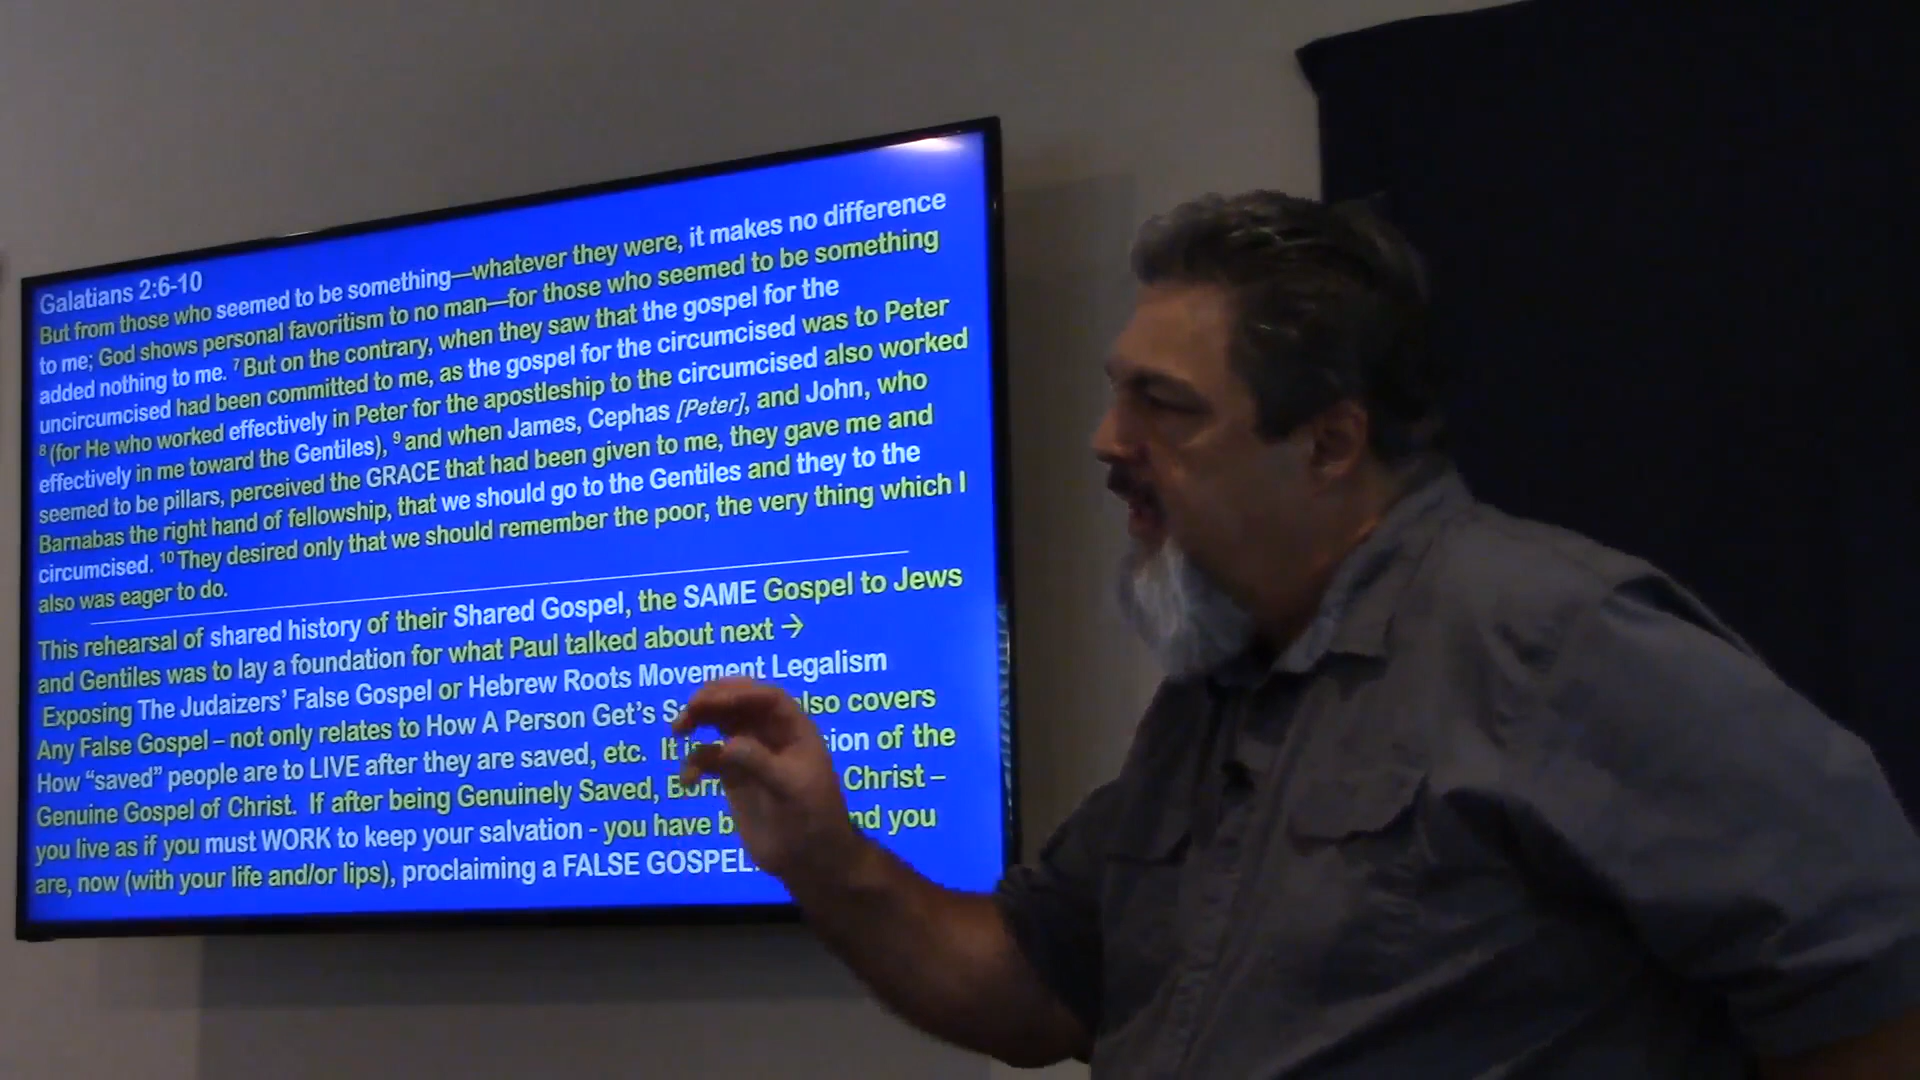 Galatians 2:6-10
But from those who seemed to be something—whatever they were, it makes no difference
to me; God shows personal favoritism to no man—for those who seemed to be something
added nothing to me. 7 But on the contrary, when they saw that the gospel for the
uncircumcised had been committed to me, as the gospel for the circumcised was to Peter
8 (for He who worked effectively in Peter for the apostleship to the circumcised also worked
effectively in me toward the Gentiles), 9 and when James, Cephas [Peter], and John, who
seemed to be pillars, perceived the GRACE that had been given to me, they gave me and
Barnabas the right hand of fellowship, that we should go to the Gentiles and they to the
circumcised. 10 They desired only that we should remember the poor, the very thing which I
also was eager to do.
This rehearsal of shared history of their Shared Gospel, the SAME Gospel to Jews
and Gentiles was to lay a foundation for what Paul talked about next →
Exposing The Judaizers' False Gospel or Hebrew Roots Movement Legalism
Any False Gospel – not only relates to How A Person Get's also covers
How “saved” people are to LIVE after they are saved, etc. It of the
Genuine Gospel of Christ. If after being Genuinely Saved, Christ –
you live as if you must WORK to keep your salvation - you have you
are, now (with your life and/or lips), proclaiming a FALSE GOSPEL.